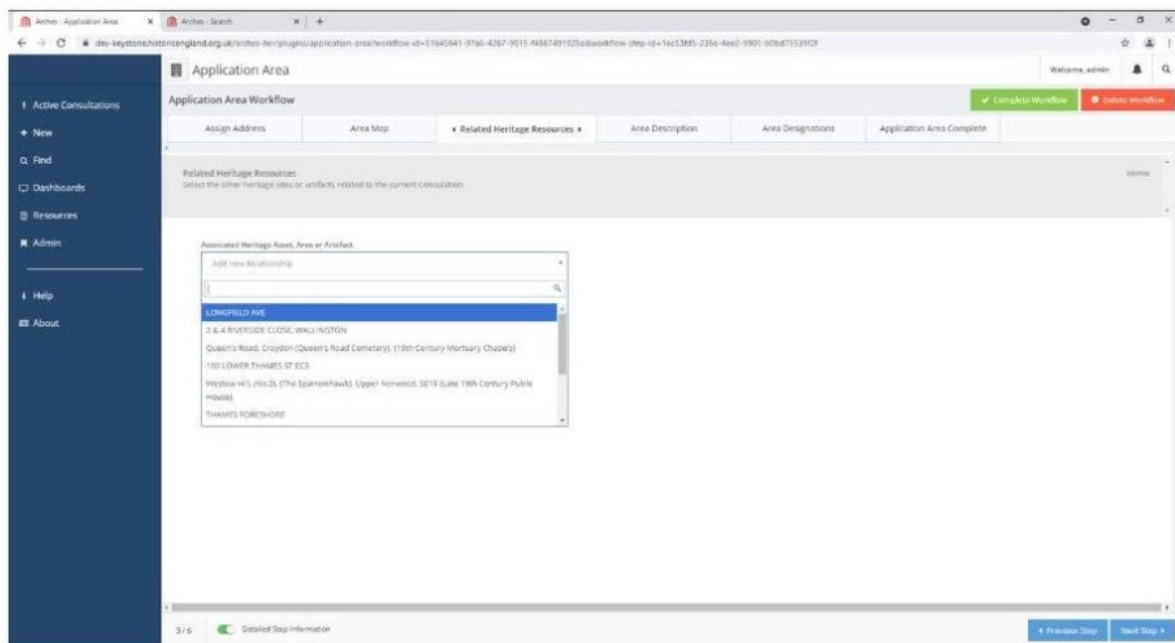 Arches - Application Area
Arches - Search
Application Area
Welcome, admin
Active Consultations
New
Find
Dashboards
Resources
Admin
Help
About
Application Area Workflow
Complete Workflow
Delete Workflow
Assign Address
Area Map
Related Heritage Resources
Area Description
Area Designations
Application Area Complete
Related Heritage Resources
dismiss
Select the other heritage sites or artifacts related to the current Consultation
Associated Heritage Asset, Area or Artefact
Add new Relationship
LONGFIELD AVE
2 & 4 RIVERSIDE CLOSE, WALLINGTON
Queen's Road, Croydon (Queen's Road Cemetery), (19th Century Mortuary Chapels)
100 LOWER THAMES ST EC3
Westow Hill, (No.2), (The Sparrowhawk), Upper Norwood, SE19 (Late 19th Century Public
House)
THAMES FORESHORE
3 / 6
Detailed Step Information
Previous Step
Next Step